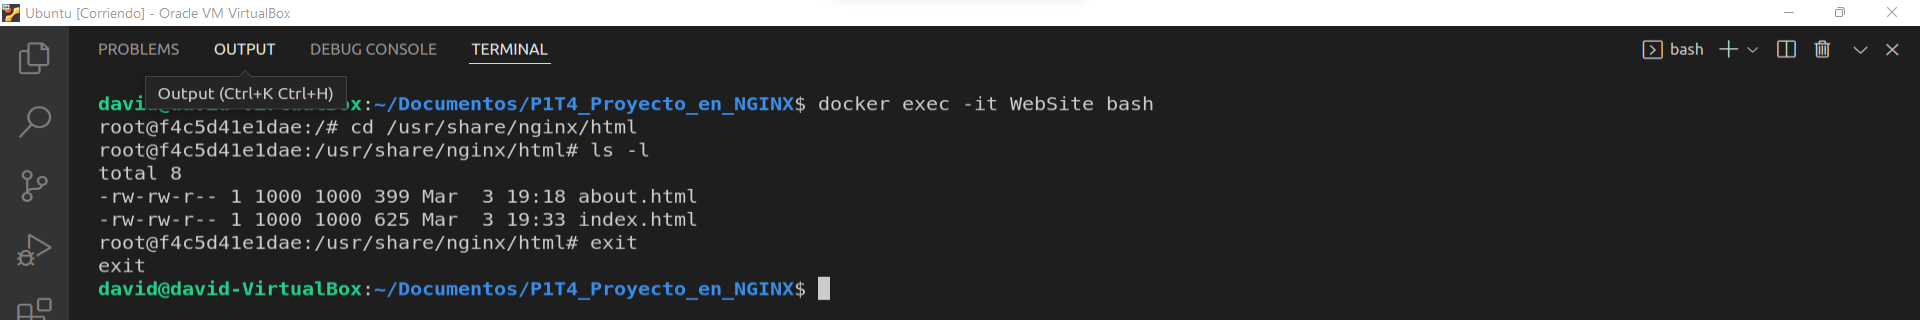 Ubuntu [Corriendo] - Oracle VM VirtualBox
PROBLEMS OUTPUT DEBUG CONSOLE TERMINAL bash
Output (Ctrl+K Ctrl+H)
:~/Documentos/P1T4_Proyecto_en_NGINX$ docker exec -it WebSite bash
root@f4c5d41e1dae:/# cd /usr/share/nginx/html
root@f4c5d41e1dae:/usr/share/nginx/html# ls -l
total 8
-rw-rw-r-- 1 1000 1000 399 Mar  3 19:18 about.html
-rw-rw-r-- 1 1000 1000 625 Mar  3 19:33 index.html
root@f4c5d41e1dae:/usr/share/nginx/html# exit
exit
david@david-VirtualBox:~/Documentos/P1T4_Proyecto_en_NGINX$